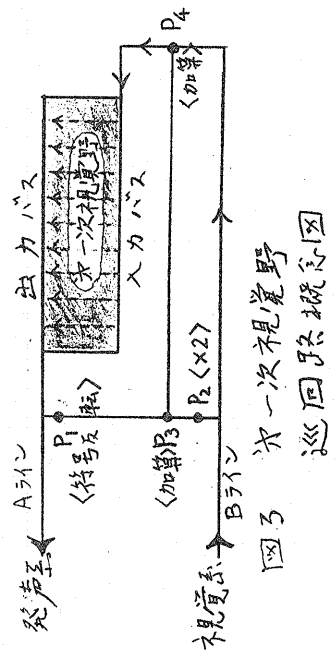 出力バス
Aライン
発声系
P₁
〈符号反転〉
第一次視覚野
入力バス
P₄
〈加算〉
〈加算〉P₃
P₂〈×2〉
Bライン
視覚系
図3 第一次視覚野
巡回路概念図